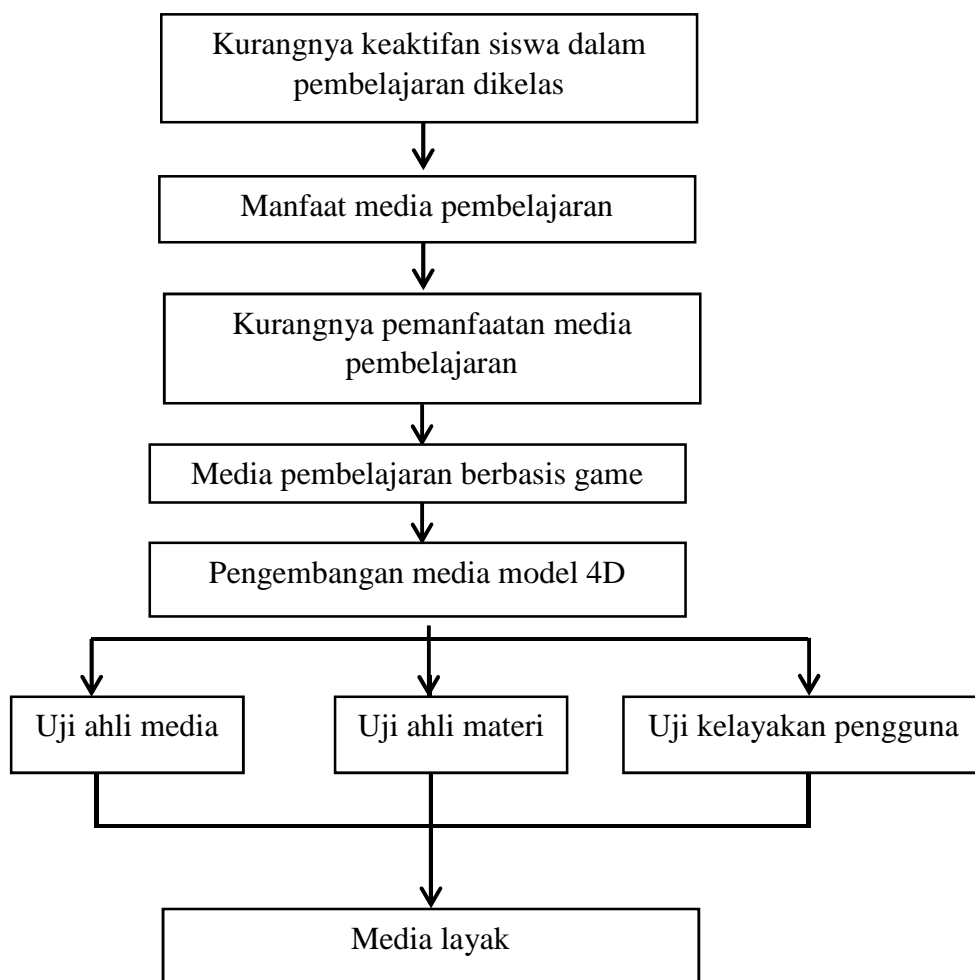 Kurangnya keaktifan siswa dalam
pembelajaran dikelas
Manfaat media pembelajaran
Kurangnya pemanfaatan media
pembelajaran
Media pembelajaran berbasis game
Pengembangan media model 4D
Uji ahli media
Uji ahli materi
Uji kelayakan pengguna
Media layak